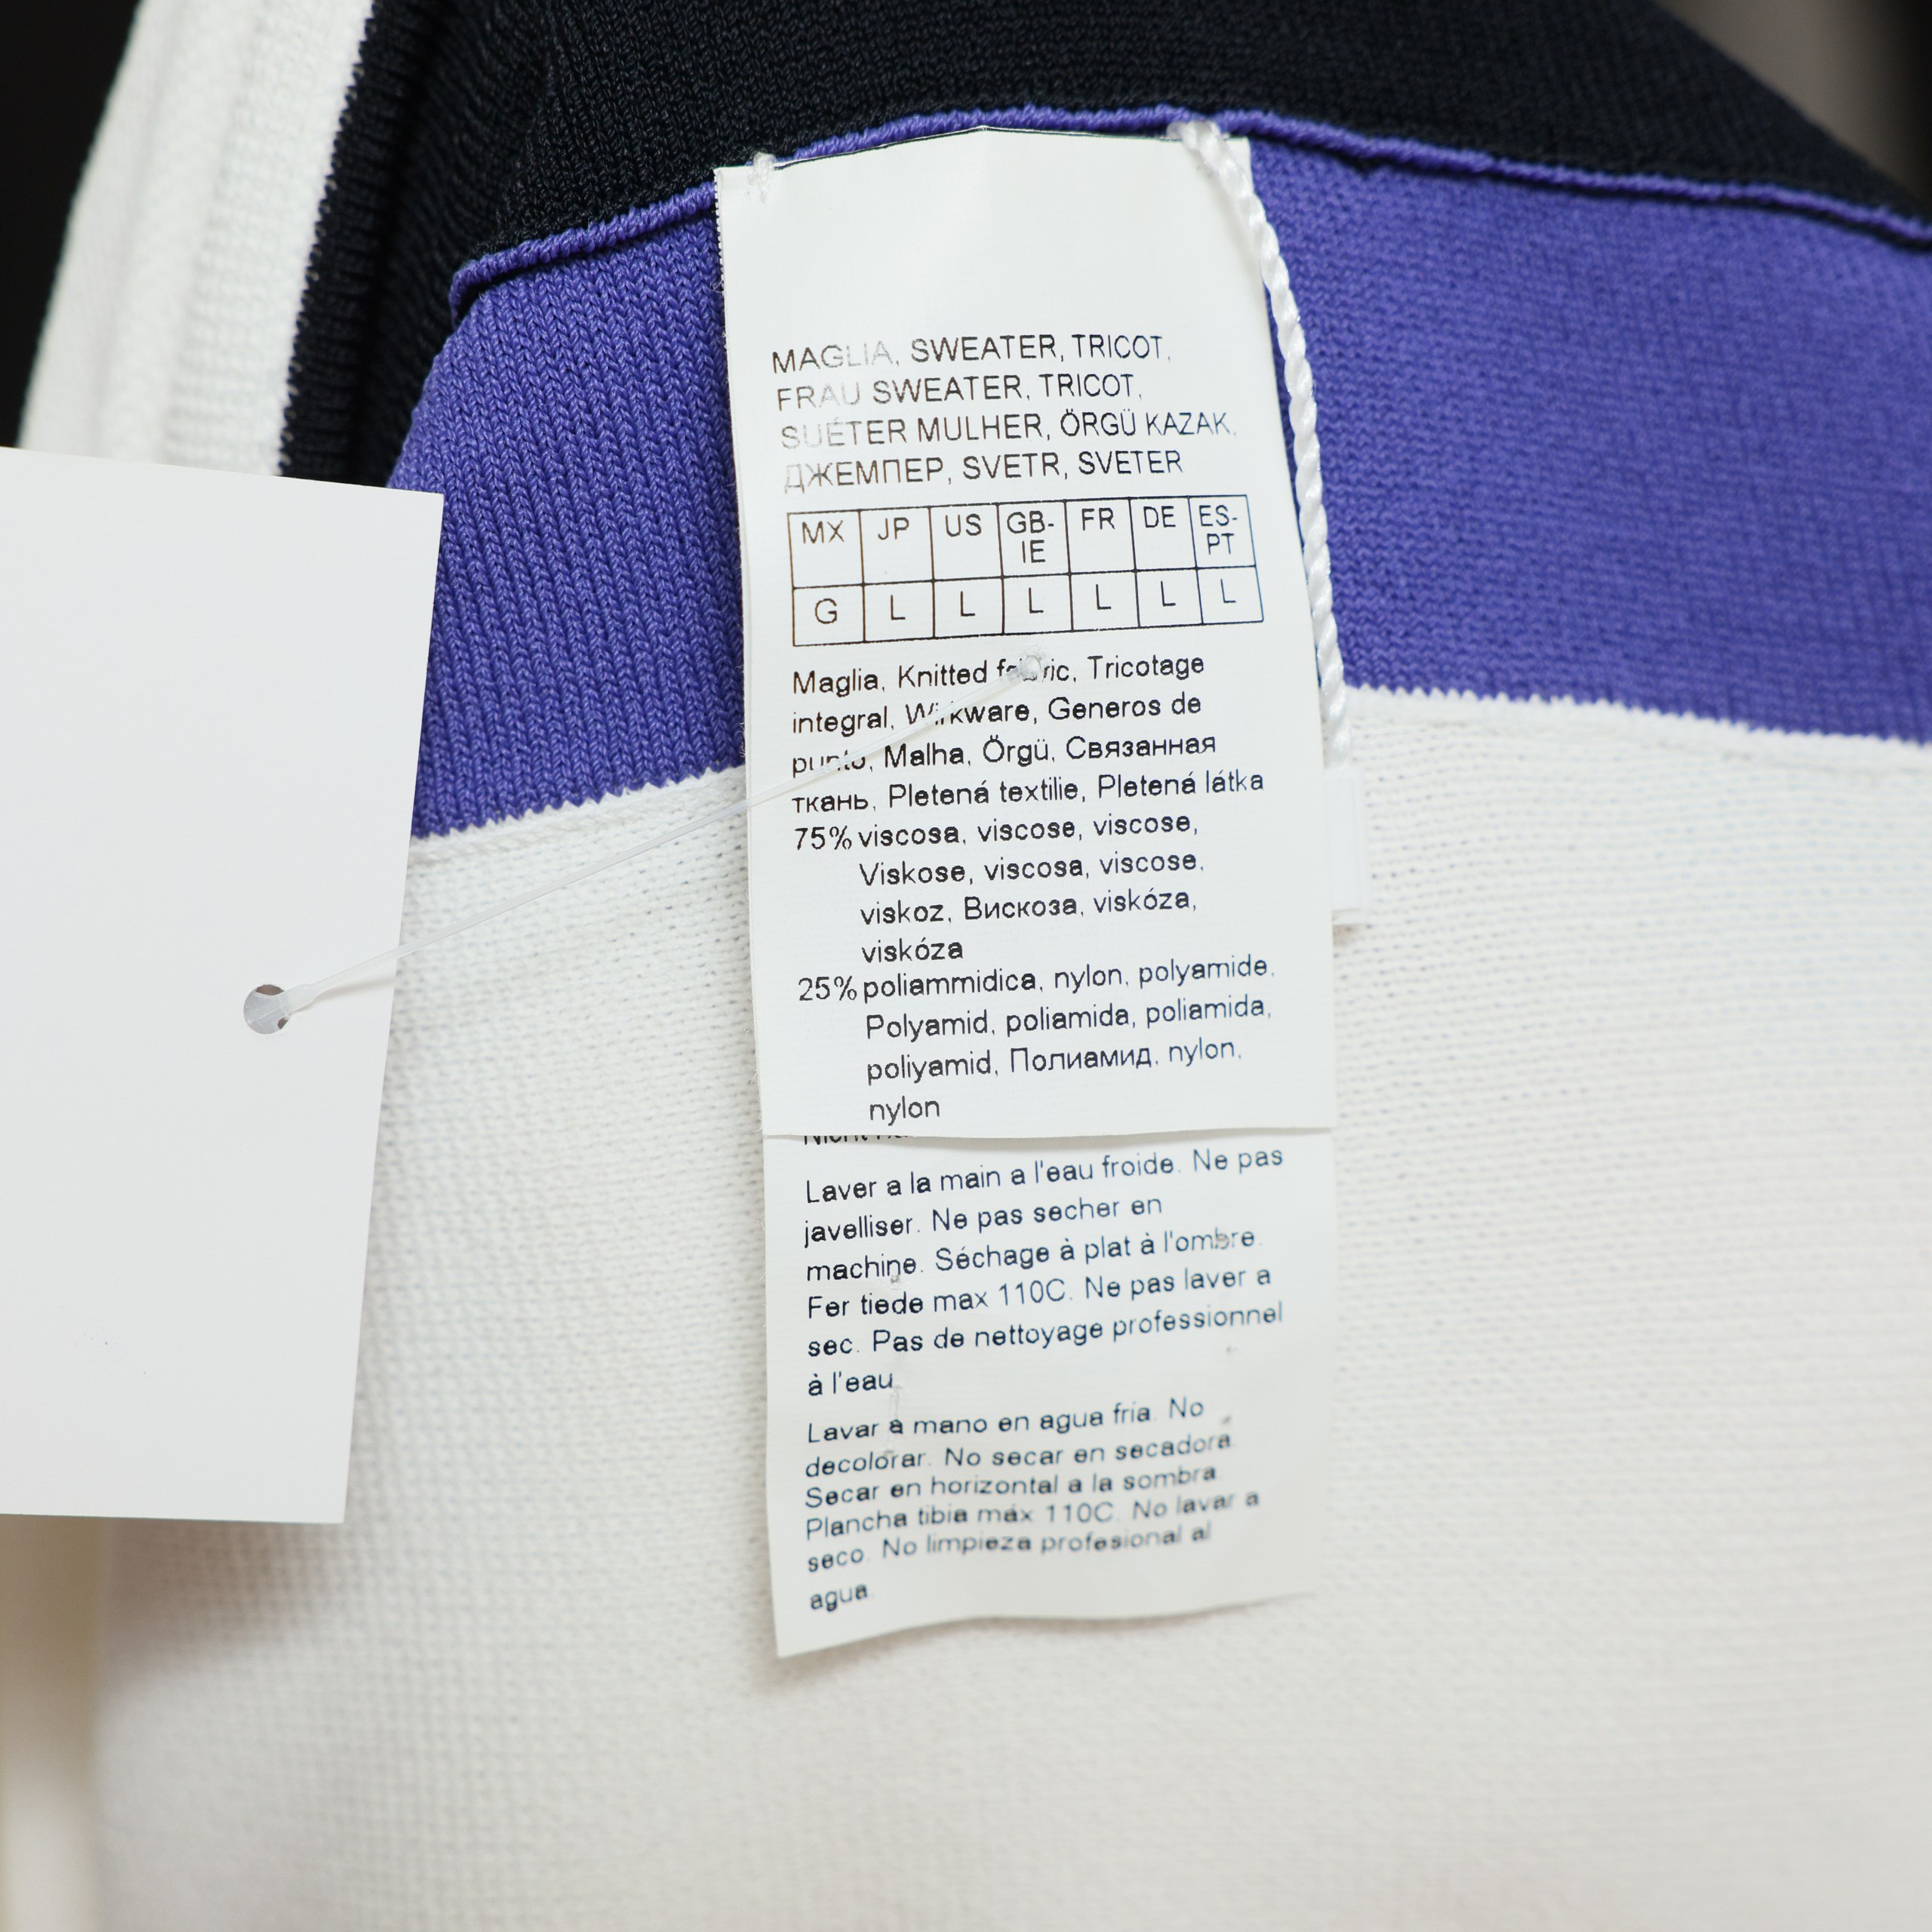 MAGLIA, SWEATER, TRICOT,
FRAU SWEATER, TRICOT,
SUÉTER MULHER, ÖRGÜ KAZAK,
ДЖЕМПЕР, SVETR, SVETER
MX JP US GB-IE FR DE ES-PT
G L L L L L L
Maglia, Knitted fabric, Tricotage
integral, Wirkware, Generos de
punto, Malha, Örgü, Связанная
ткань, Pletená textilie, Pletená látka
75% viscosa, viscose, viscose,
Viskose, viscosa, viscose,
viskoz, Вискоза, viskóza,
viskóza
25% poliammidica, nylon, polyamide,
Polyamid, poliamida, poliamida,
poliyamid, Полиамид, nylon,
nylon
Laver a la main a l'eau froide. Ne pas
javelliser. Ne pas secher en
machine. Séchage à plat à l'ombre.
Fer tiede max 110C. Ne pas laver a
sec. Pas de nettoyage professionnel
à l'eau.
Lavar a mano en agua fria. No
decolorar. No secar en secadora.
Secar en horizontal a la sombra.
Plancha tibia máx 110C. No lavar a
seco. No limpieza profesional al
agua.